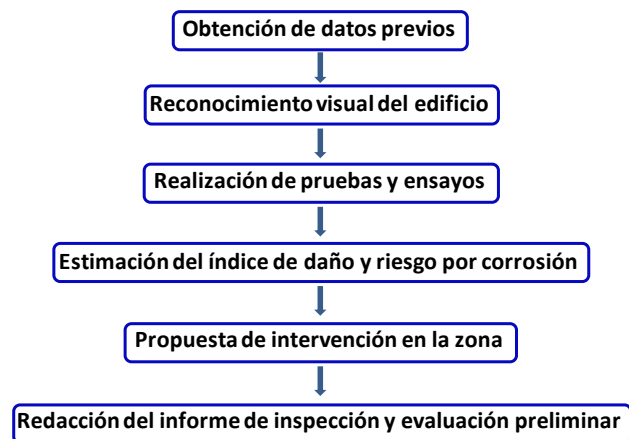 Obtención de datos previos
Reconocimiento visual del edificio
Realización de pruebas y ensayos
Estimación del índice de daño y riesgo por corrosión
Propuesta de intervención en la zona
Redacción del informe de inspección y evaluación preliminar